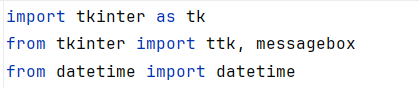 import tkinter as tk
from tkinter import ttk, messagebox
from datetime import datetime